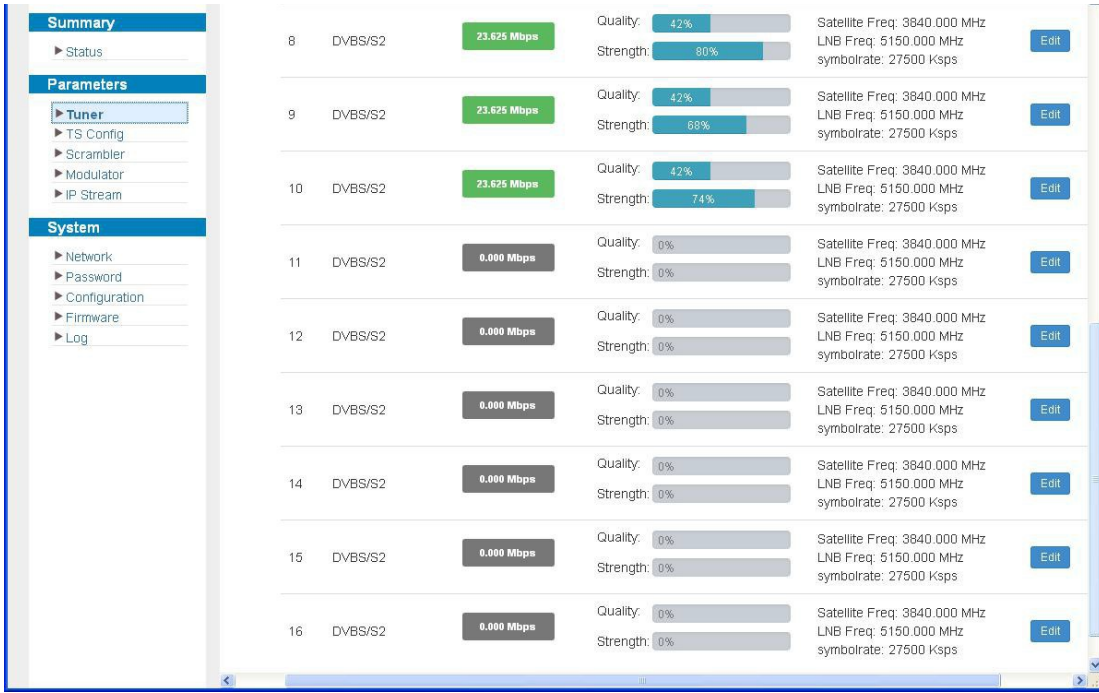 Summary
Status
Parameters
Tuner
TS Config
Scrambler
Modulator
IP Stream
System
Network
Password
Configuration
Firmware
Log
8 DVBS/S2 23.625 Mbps Quality: 42% Satellite Freq: 3840.000 MHz
Strength: 80% LNB Freq: 5150.000 MHz Edit
symbolrate: 27500 Ksps
9 DVBS/S2 23.625 Mbps Quality: 42% Satellite Freq: 3840.000 MHz
Strength: 68% LNB Freq: 5150.000 MHz Edit
symbolrate: 27500 Ksps
10 DVBS/S2 23.625 Mbps Quality: 42% Satellite Freq: 3840.000 MHz
Strength: 74% LNB Freq: 5150.000 MHz Edit
symbolrate: 27500 Ksps
11 DVBS/S2 0.000 Mbps Quality: 0% Satellite Freq: 3840.000 MHz
Strength: 0% LNB Freq: 5150.000 MHz Edit
symbolrate: 27500 Ksps
12 DVBS/S2 0.000 Mbps Quality: 0% Satellite Freq: 3840.000 MHz
Strength: 0% LNB Freq: 5150.000 MHz Edit
symbolrate: 27500 Ksps
13 DVBS/S2 0.000 Mbps Quality: 0% Satellite Freq: 3840.000 MHz
Strength: 0% LNB Freq: 5150.000 MHz Edit
symbolrate: 27500 Ksps
14 DVBS/S2 0.000 Mbps Quality: 0% Satellite Freq: 3840.000 MHz
Strength: 0% LNB Freq: 5150.000 MHz Edit
symbolrate: 27500 Ksps
15 DVBS/S2 0.000 Mbps Quality: 0% Satellite Freq: 3840.000 MHz
Strength: 0% LNB Freq: 5150.000 MHz Edit
symbolrate: 27500 Ksps
16 DVBS/S2 0.000 Mbps Quality: 0% Satellite Freq: 3840.000 MHz
Strength: 0% LNB Freq: 5150.000 MHz Edit
symbolrate: 27500 Ksps